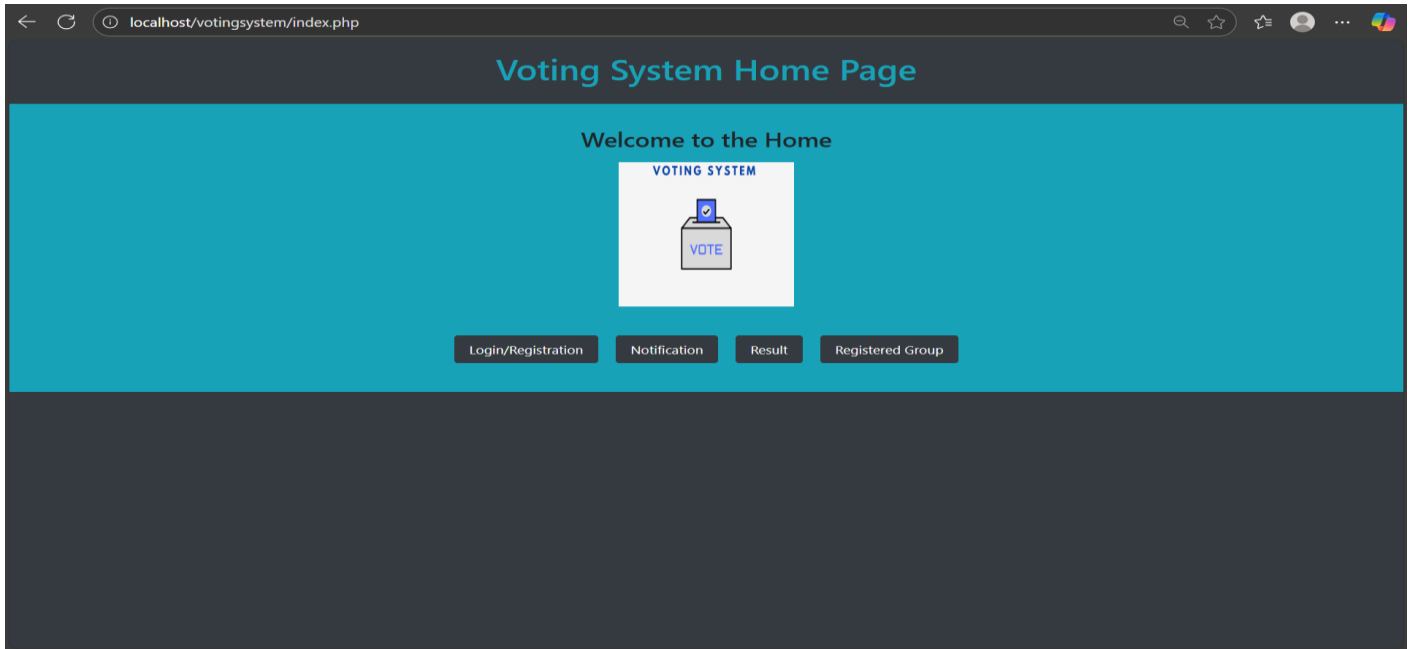 localhost/votingsystem/index.php
Voting System Home Page
Welcome to the Home
VOTING SYSTEM
VOTE
Login/Registration Notification Result Registered Group